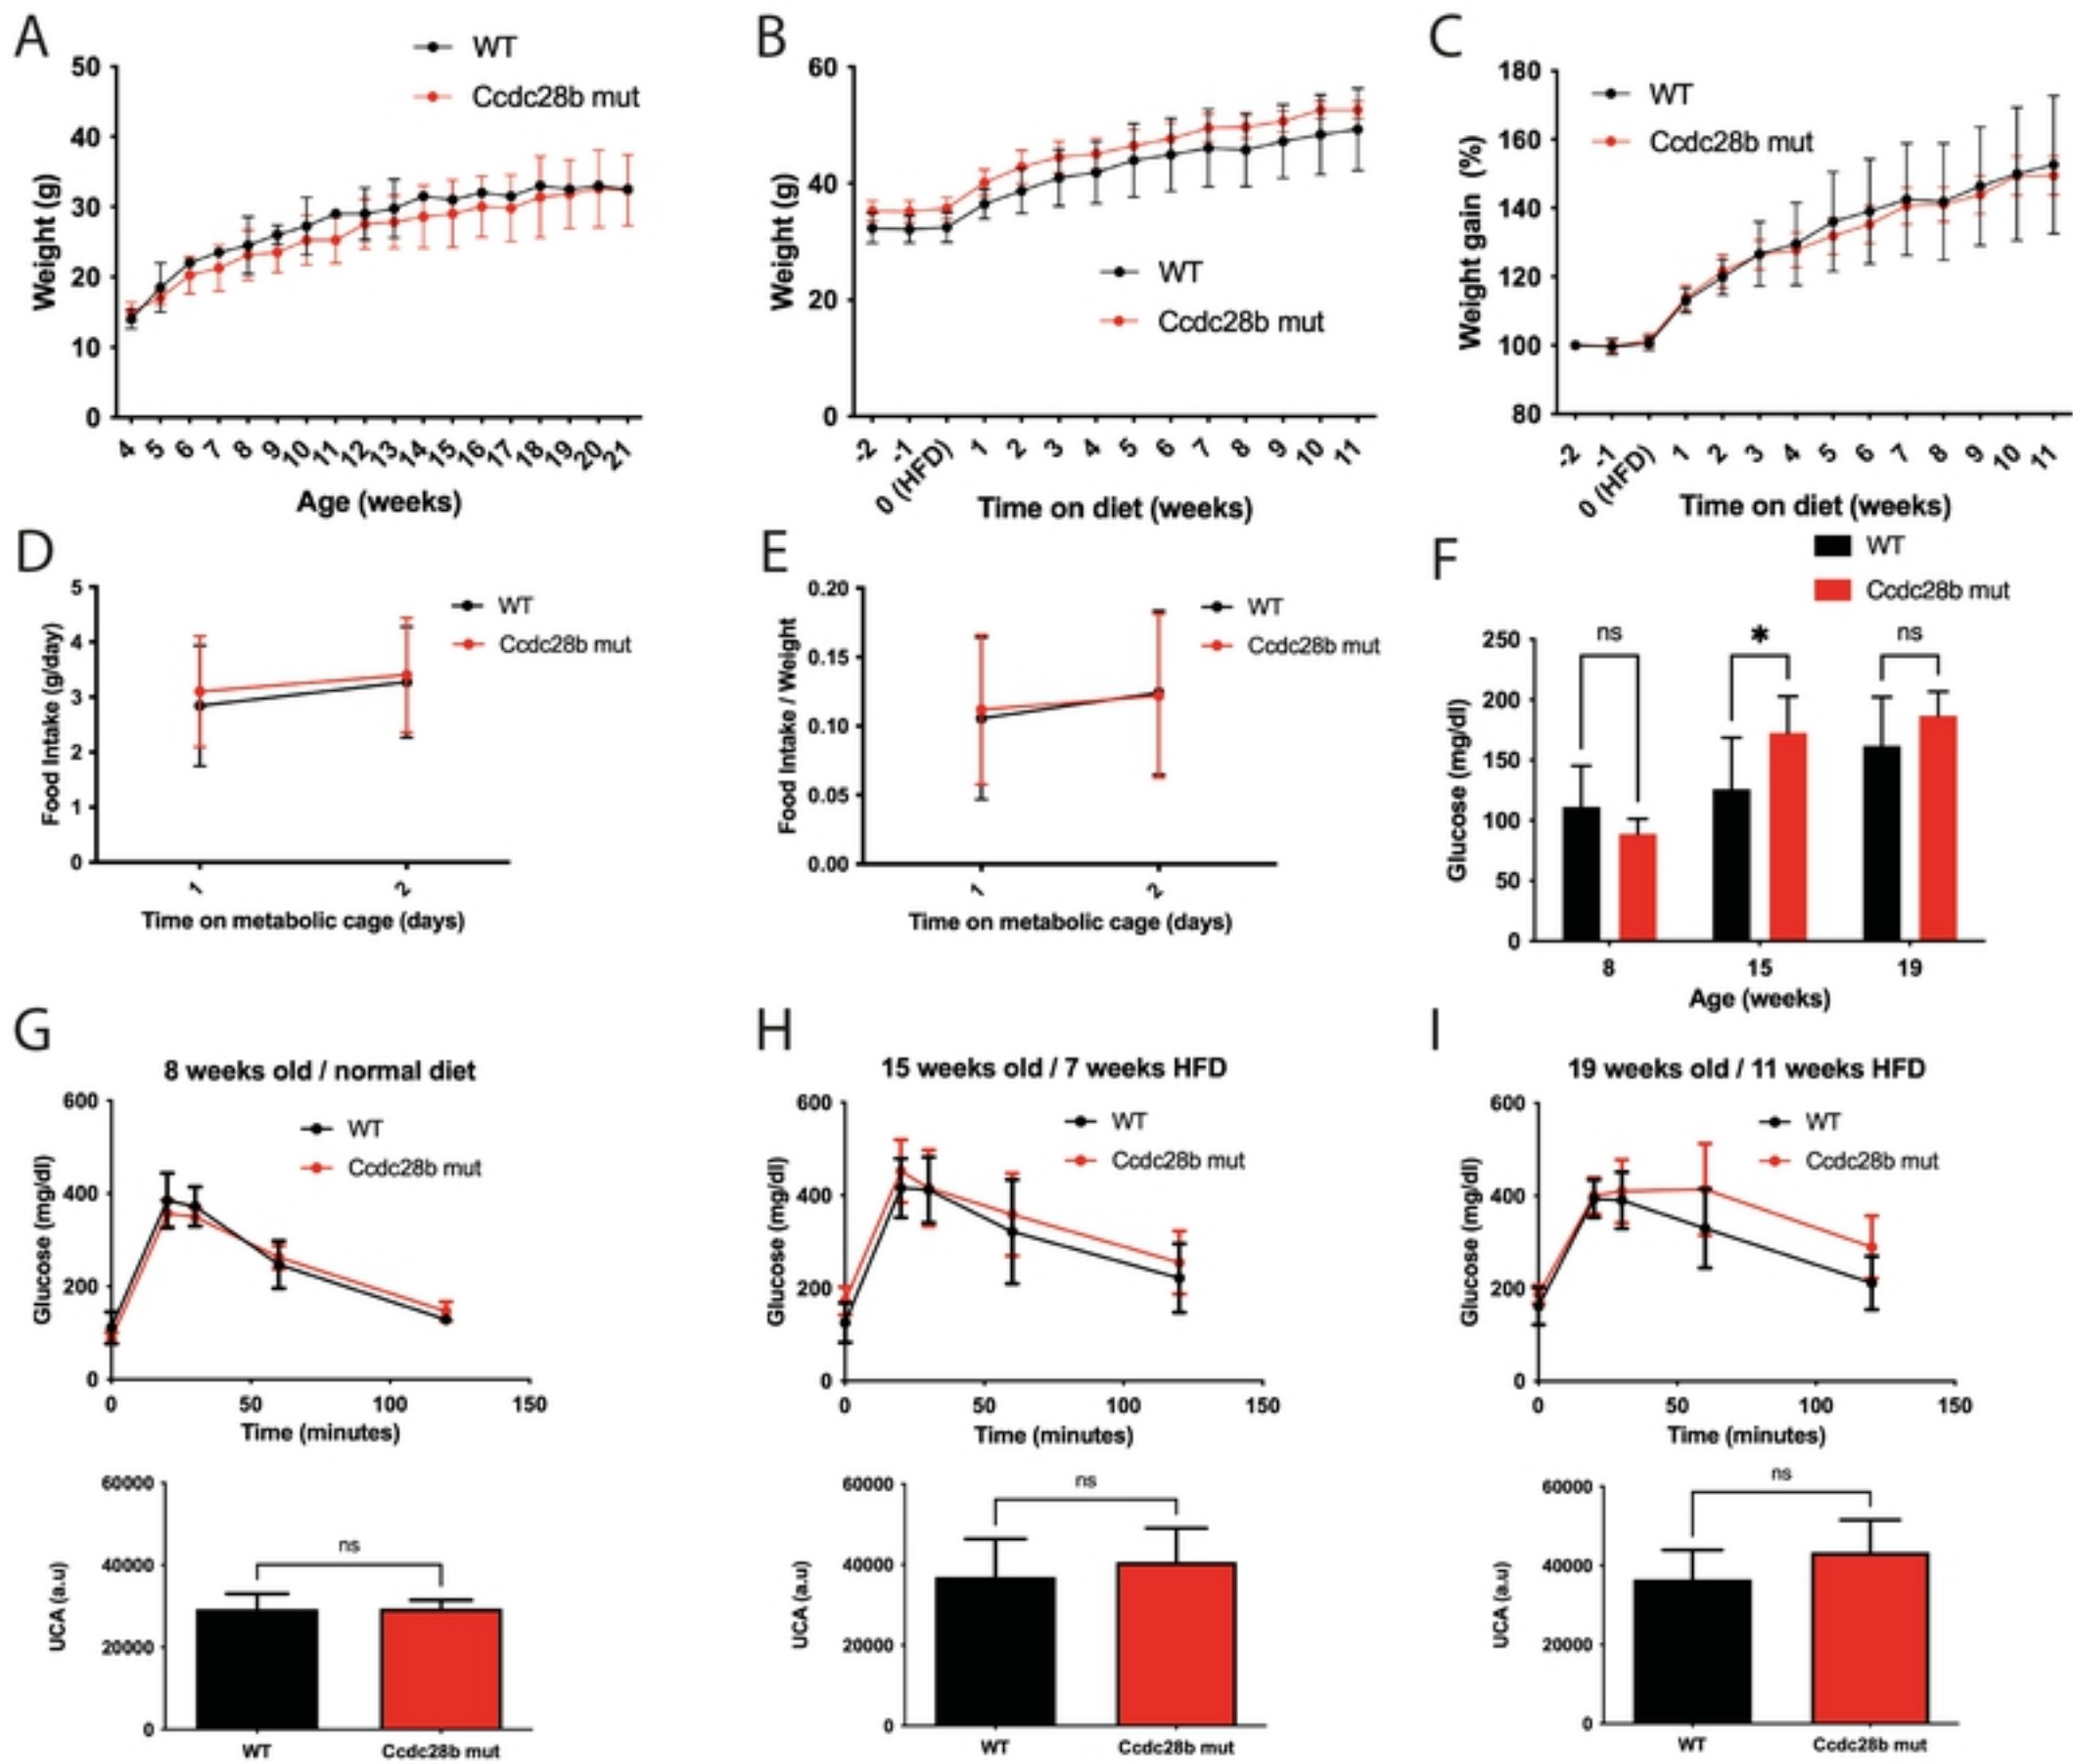 A
WT
Ccdc28b mut
50
40
30
20
10
0
Weight (g)
4 5 6 7 8 9 10 11 12 13 14 15 16 17 18 19 20 21
Age (weeks)
B
60
40
20
0
Weight (g)
WT
Ccdc28b mut
-2 -1 0 (HFD) 1 2 3 4 5 6 7 8 9 10 11
Time on diet (weeks)
C
180
160
140
120
100
80
Weight gain (%)
WT
Ccdc28b mut
-2 -1 0 (HFD) 1 2 3 4 5 6 7 8 9 10 11
Time on diet (weeks)
D
5
4
3
2
1
0
Food Intake (g/day)
WT
Ccdc28b mut
1 2
Time on metabolic cage (days)
E
0.20
0.15
0.10
0.05
0.00
Food Intake / Weight
WT
Ccdc28b mut
1 2
Time on metabolic cage (days)
F
WT
Ccdc28b mut
250
200
150
100
50
0
Glucose (mg/dl)
ns * ns
8 15 19
Age (weeks)
G
8 weeks old / normal diet
600
400
200
0
Glucose (mg/dl)
WT
Ccdc28b mut
0 50 100 150
Time (minutes)
60000
40000
20000
0
UCA (a.u)
ns
WT Ccdc28b mut
H
15 weeks old / 7 weeks HFD
600
400
200
0
Glucose (mg/dl)
WT
Ccdc28b mut
0 50 100 150
Time (minutes)
60000
40000
20000
0
UCA (a.u)
ns
WT Ccdc28b mut
I
19 weeks old / 11 weeks HFD
600
400
200
0
Glucose (mg/dl)
WT
Ccdc28b mut
0 50 100 150
Time (minutes)
60000
40000
20000
0
UCA (a.u)
ns
WT Ccdc28b mut